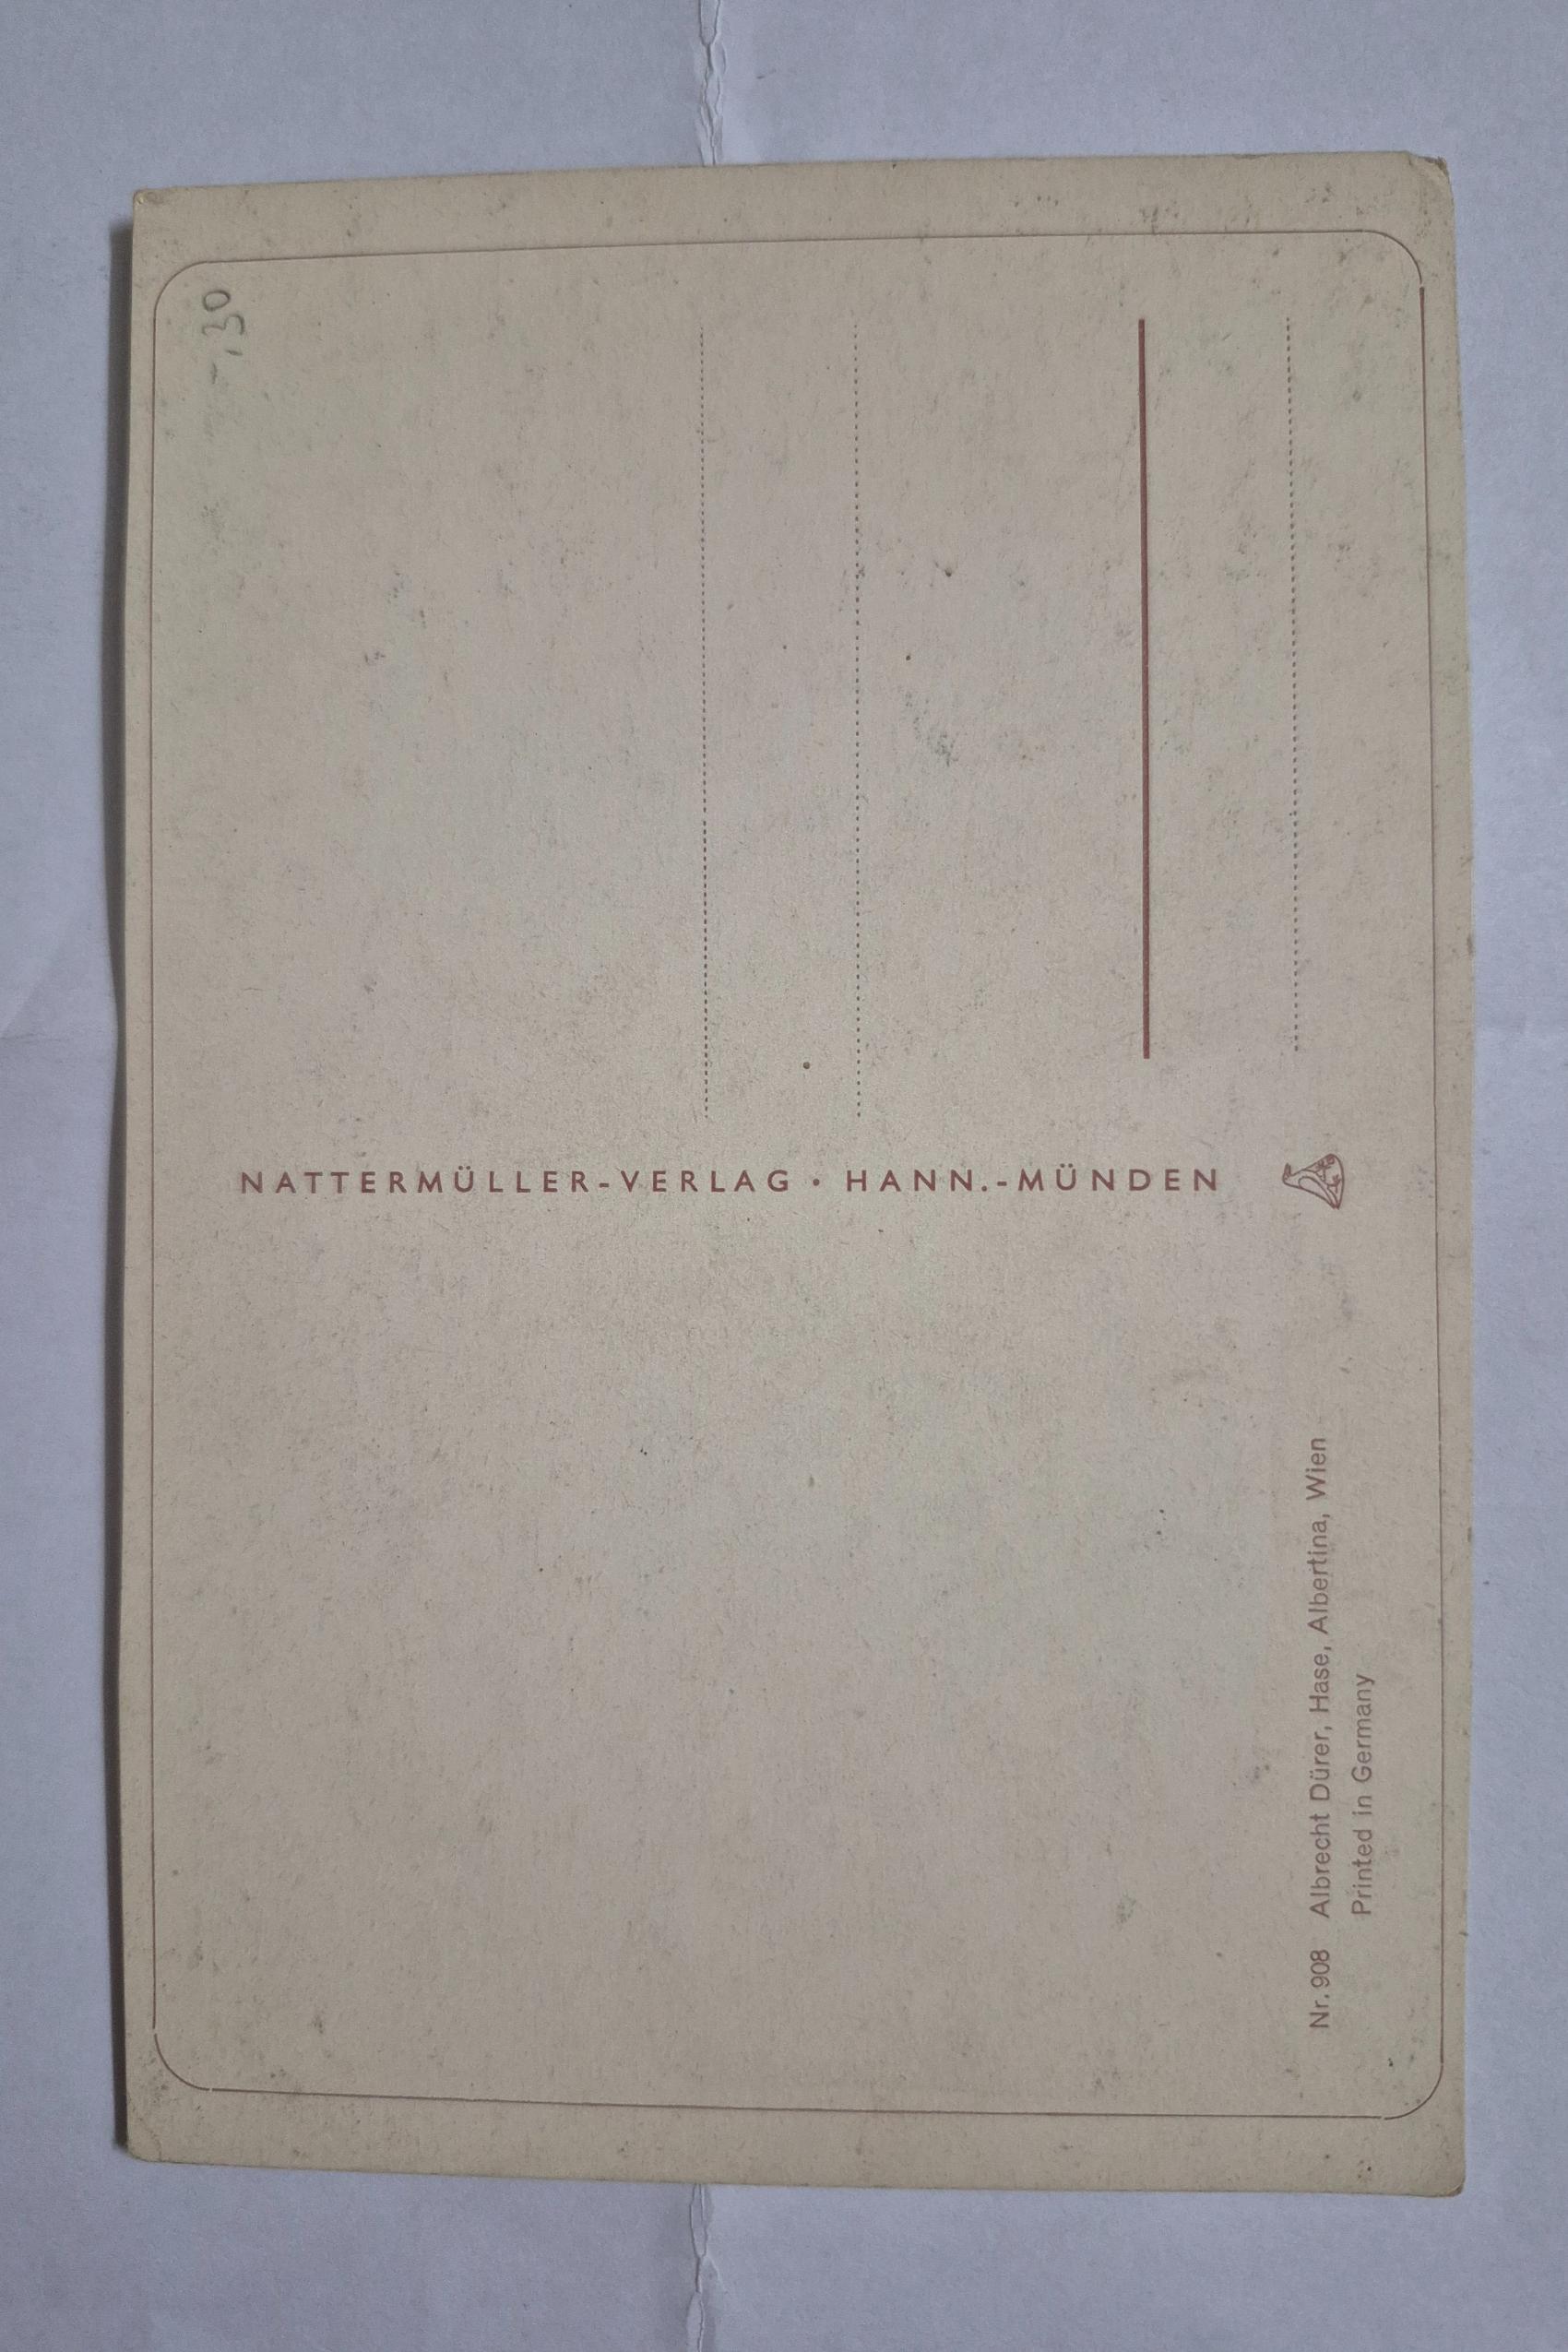 -,30
NATTERMÜLLER-VERLAG · HANN.-MÜNDEN
Nr. 908 Albrecht Dürer, Hase, Albertina, Wien
Printed in Germany